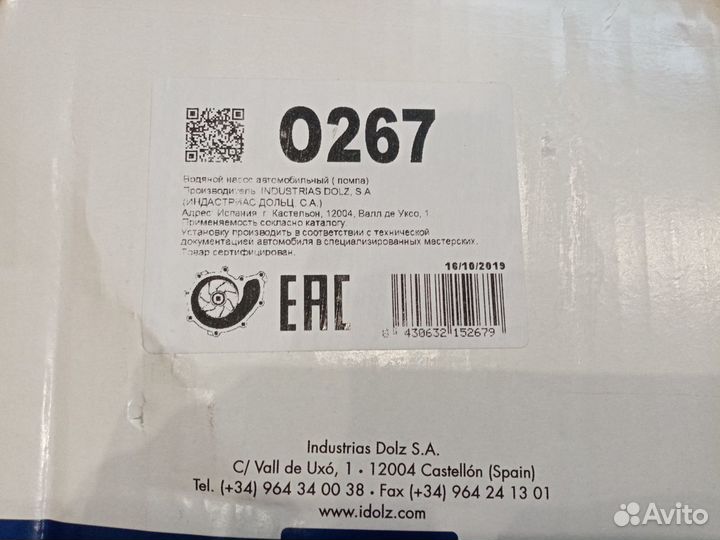 O267
Водяной насос автомобильный ( помпа)
Производитель: INDUSTRIAS DOLZ, S.A
(ИНДАСТРИАС ДОЛЬЦ, С.А.)
Адрес: Испания, г. Кастельон, 12004, Валл де Уксо, 1
Применяемость согласно каталогу.
Установку производить в соответствии с технической
документацией автомобиля в специализированных мастерских.
Товар сертифицирован.
16/10/2019
EAC
8 430632 152679
Industrias Dolz S.A.
C/ Vall de Uxó, 1 • 12004 Castellón (Spain)
Tel. (+34) 964 34 00 38 • Fax (+34) 964 24 13 01
www.idolz.com
Avito